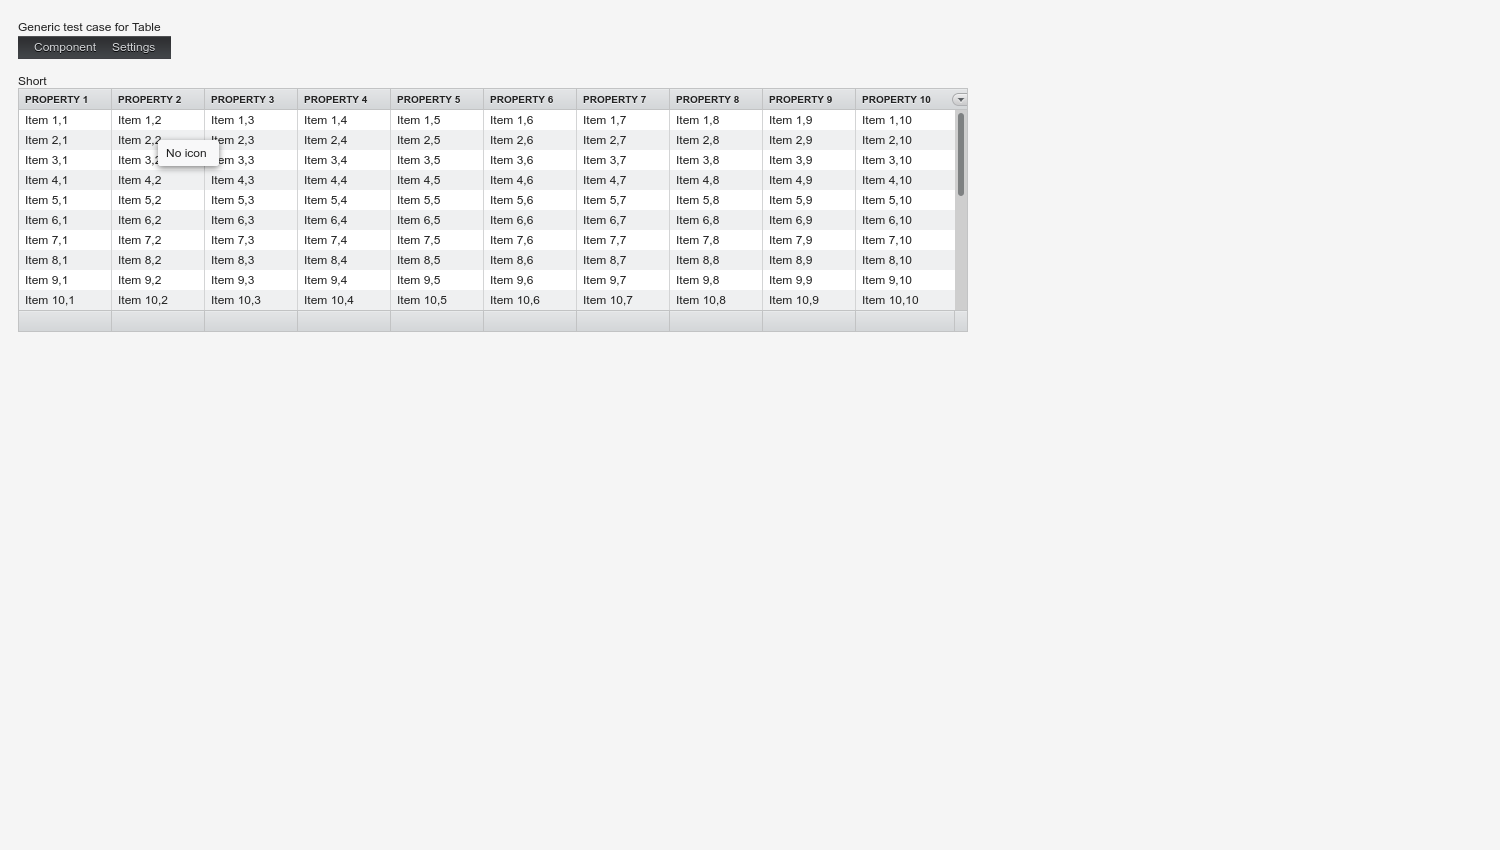 Generic test case for Table
Component Settings
Short
PROPERTY 1 PROPERTY 2 PROPERTY 3 PROPERTY 4 PROPERTY 5 PROPERTY 6 PROPERTY 7 PROPERTY 8 PROPERTY 9 PROPERTY 10
Item 1,1 Item 1,2 Item 1,3 Item 1,4 Item 1,5 Item 1,6 Item 1,7 Item 1,8 Item 1,9 Item 1,10
Item 2,1 Item 2,2 Item 2,3 Item 2,4 Item 2,5 Item 2,6 Item 2,7 Item 2,8 Item 2,9 Item 2,10
No icon
Item 3,1 Item 3,2 Item 3,3 Item 3,4 Item 3,5 Item 3,6 Item 3,7 Item 3,8 Item 3,9 Item 3,10
Item 4,1 Item 4,2 Item 4,3 Item 4,4 Item 4,5 Item 4,6 Item 4,7 Item 4,8 Item 4,9 Item 4,10
Item 5,1 Item 5,2 Item 5,3 Item 5,4 Item 5,5 Item 5,6 Item 5,7 Item 5,8 Item 5,9 Item 5,10
Item 6,1 Item 6,2 Item 6,3 Item 6,4 Item 6,5 Item 6,6 Item 6,7 Item 6,8 Item 6,9 Item 6,10
Item 7,1 Item 7,2 Item 7,3 Item 7,4 Item 7,5 Item 7,6 Item 7,7 Item 7,8 Item 7,9 Item 7,10
Item 8,1 Item 8,2 Item 8,3 Item 8,4 Item 8,5 Item 8,6 Item 8,7 Item 8,8 Item 8,9 Item 8,10
Item 9,1 Item 9,2 Item 9,3 Item 9,4 Item 9,5 Item 9,6 Item 9,7 Item 9,8 Item 9,9 Item 9,10
Item 10,1 Item 10,2 Item 10,3 Item 10,4 Item 10,5 Item 10,6 Item 10,7 Item 10,8 Item 10,9 Item 10,10